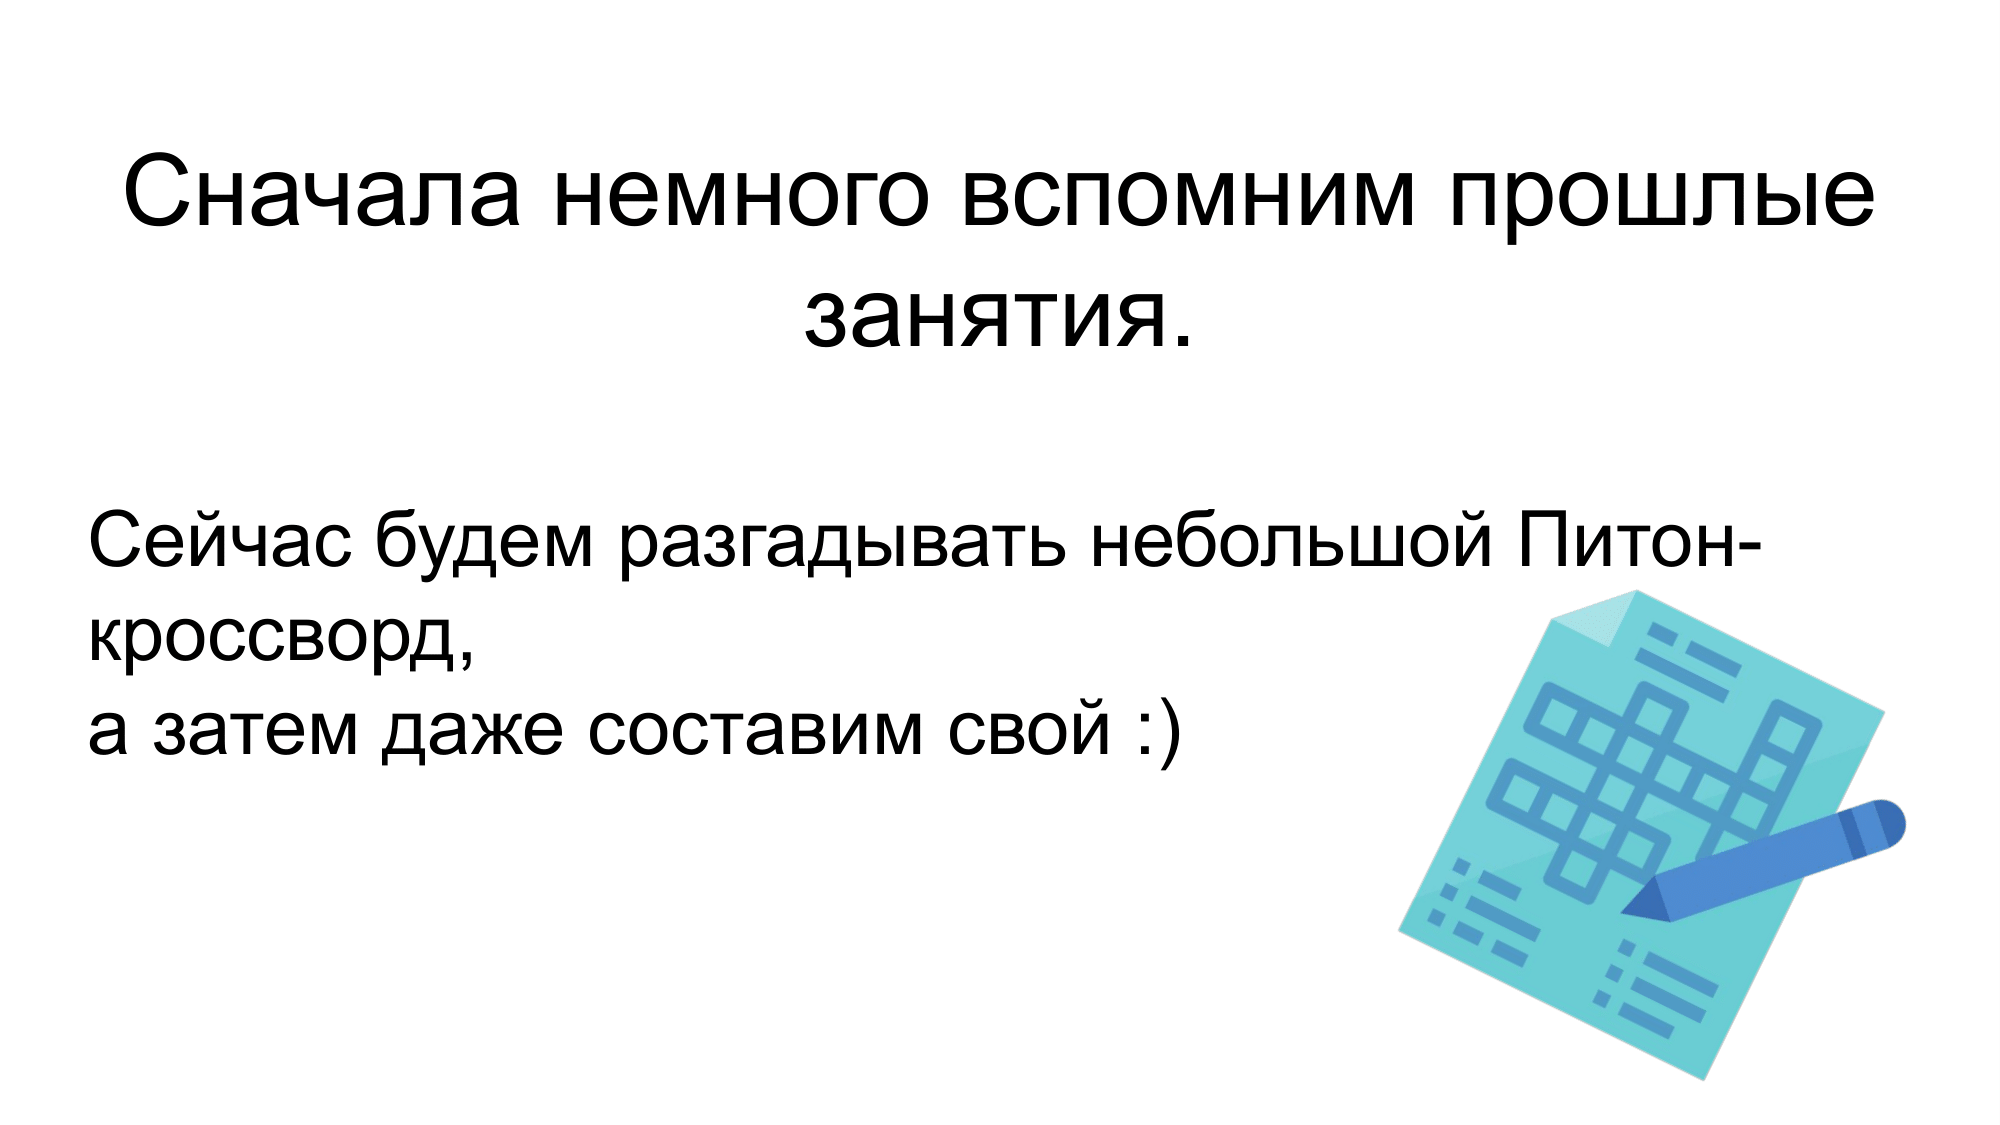 Сначала немного вспомним прошлые
занятия.
Сейчас будем разгадывать небольшой Питон-
кроссворд,
а затем даже составим свой :)